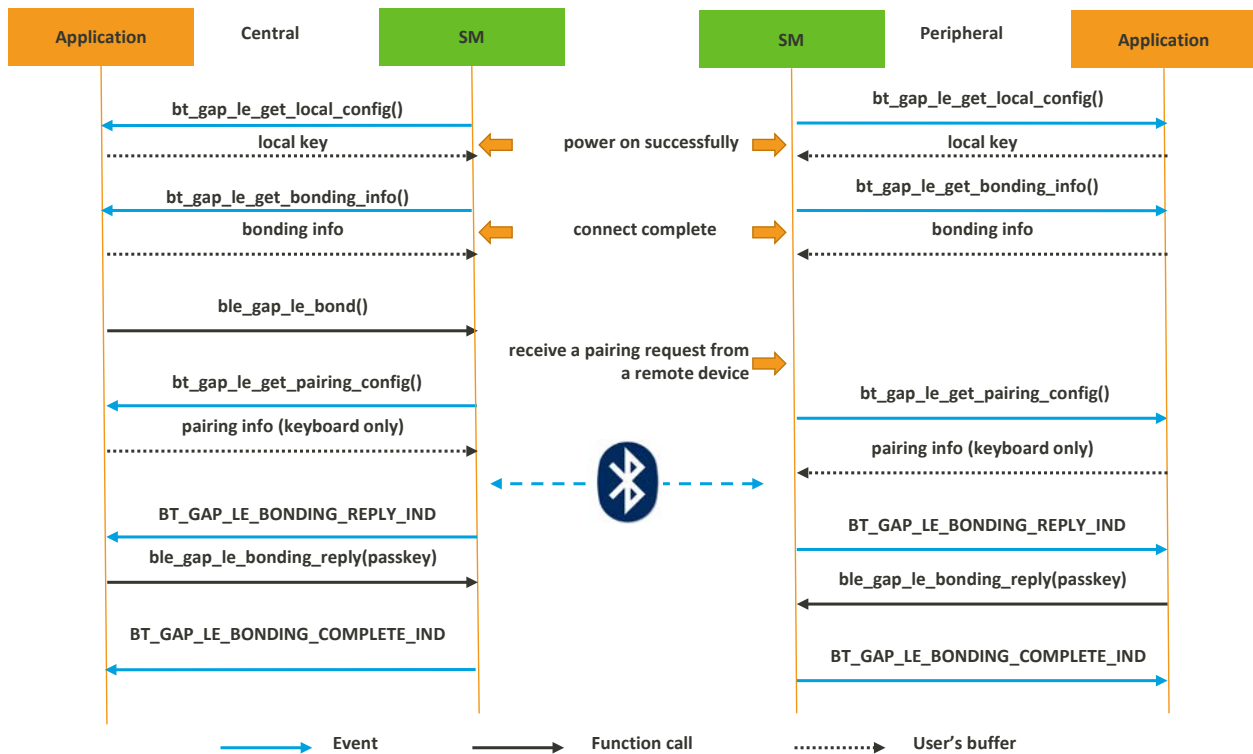 Application
Central
SM
SM
Peripheral
Application
bt_gap_le_get_local_config()
bt_gap_le_get_local_config()
local key
power on successfully
local key
bt_gap_le_get_bonding_info()
bt_gap_le_get_bonding_info()
bonding info
connect complete
bonding info
ble_gap_le_bond()
receive a pairing request from
a remote device
bt_gap_le_get_pairing_config()
bt_gap_le_get_pairing_config()
pairing info (keyboard only)
pairing info (keyboard only)
BT_GAP_LE_BONDING_REPLY_IND
BT_GAP_LE_BONDING_REPLY_IND
ble_gap_le_bonding_reply(passkey)
ble_gap_le_bonding_reply(passkey)
BT_GAP_LE_BONDING_COMPLETE_IND
BT_GAP_LE_BONDING_COMPLETE_IND
Event
Function call
User's buffer